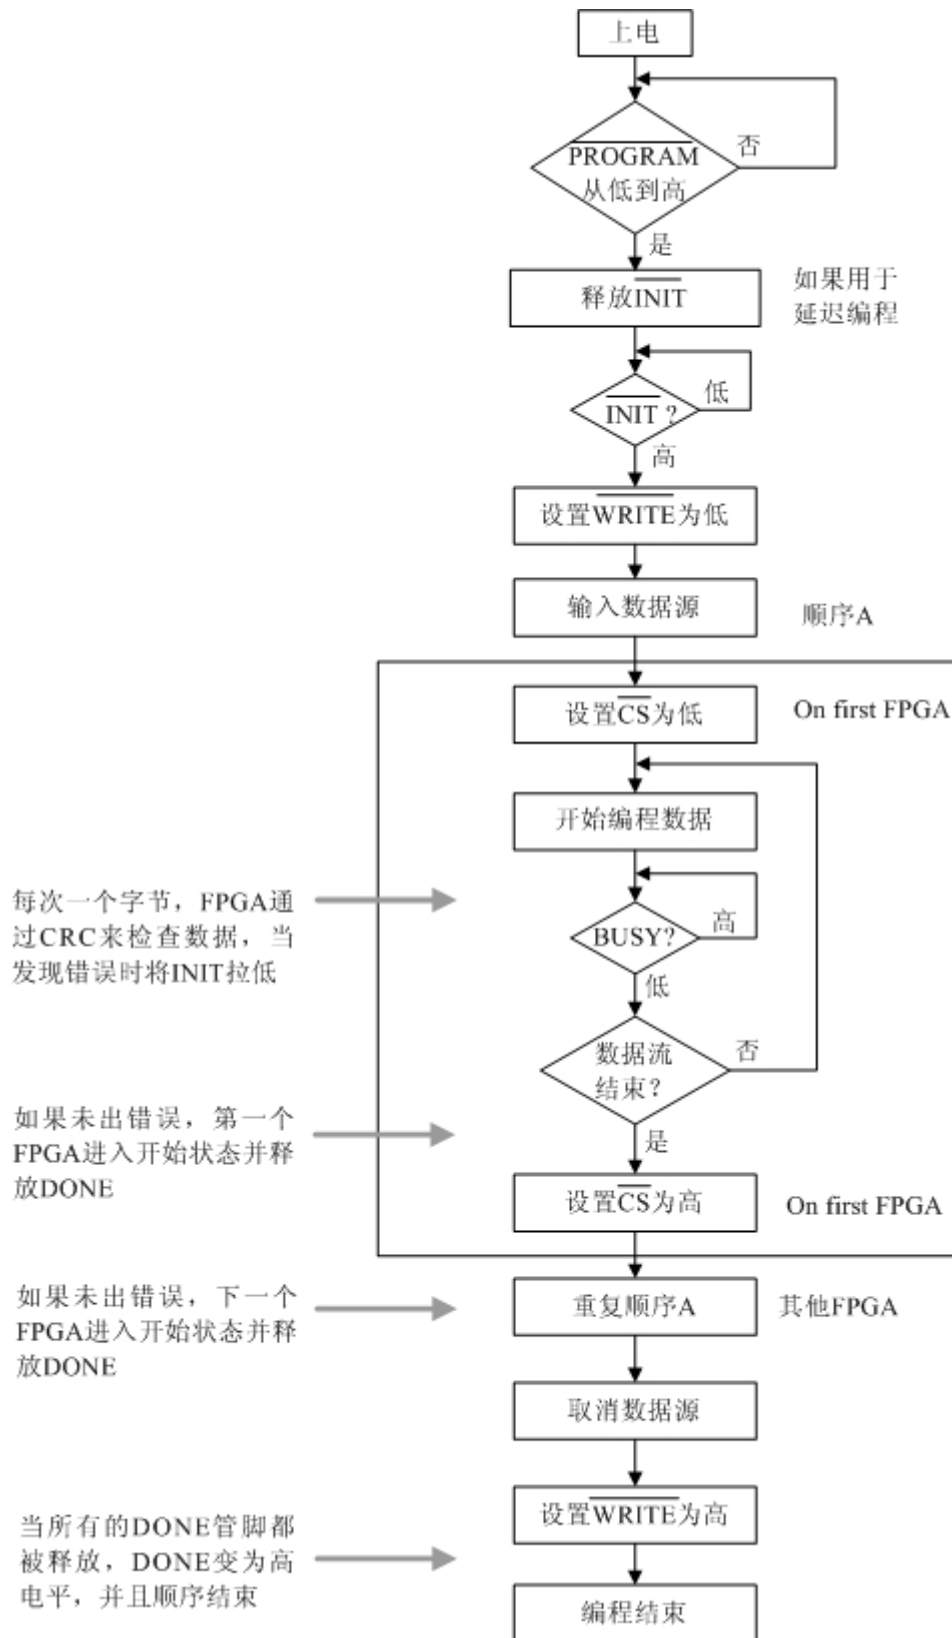 上电
PROGRAM
从低到高
否
是
释放INIT
如果用于
延迟编程
INIT ?
低
高
设置WRITE为低
输入数据源
顺序A
设置CS为低
On first FPGA
开始编程数据
每次一个字节，FPGA通
过CRC来检查数据，当
发现错误时将INIT拉低
BUSY?
高
低
数据流
结束？
否
是
如果未出错误，第一个
FPGA进入开始状态并释
放DONE
设置CS为高
On first FPGA
如果未出错误，下一个
FPGA进入开始状态并释
放DONE
重复顺序A
其他FPGA
取消数据源
设置WRITE为高
当所有的DONE管脚都
被释放，DONE变为高
电平，并且顺序结束
编程结束